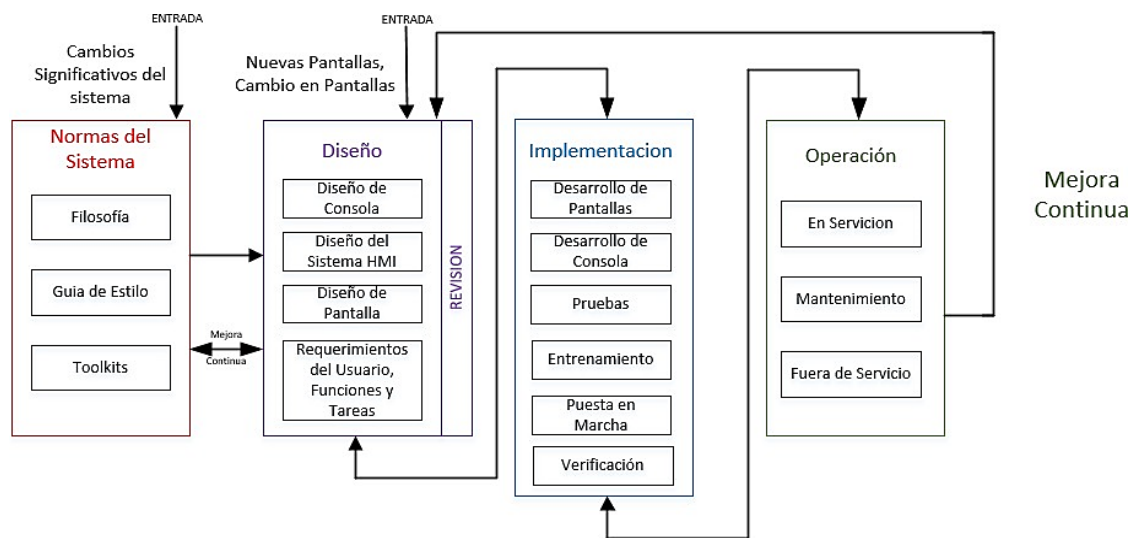 ENTRADA
Cambios
Significativos del
sistema
ENTRADA
Nuevas Pantallas,
Cambio en Pantallas
Normas del
Sistema
Filosofía
Guia de Estilo
Toolkits
Mejora
Continua
Diseño
Diseño de
Consola
Diseño del
Sistema HMI
Diseño de
Pantalla
Requerimientos
del Usuario,
Funciones y
Tareas
REVISION
Implementacion
Desarrollo de
Pantallas
Desarrollo de
Consola
Pruebas
Entrenamiento
Puesta en
Marcha
Verificación
Operación
En Servicion
Mantenimiento
Fuera de Servicio
Mejora
Continua